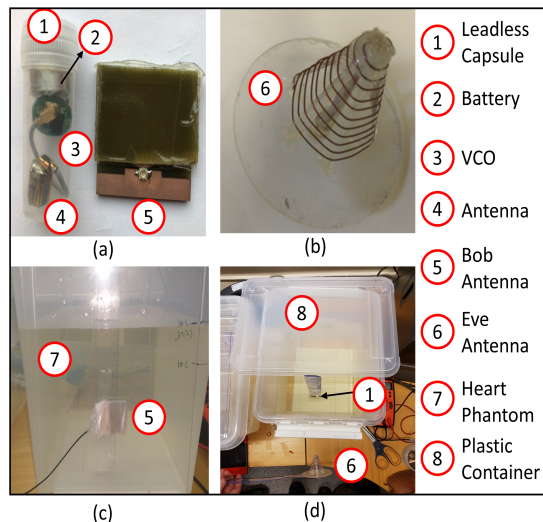 1 Leadless
Capsule
2 Battery
3 VCO
4 Antenna
5 Bob
Antenna
6 Eve
Antenna
7 Heart
Phantom
8 Plastic
Container
1
2
3
4
5
(a)
6
(b)
7
5
(c)
8
1
6
(d)